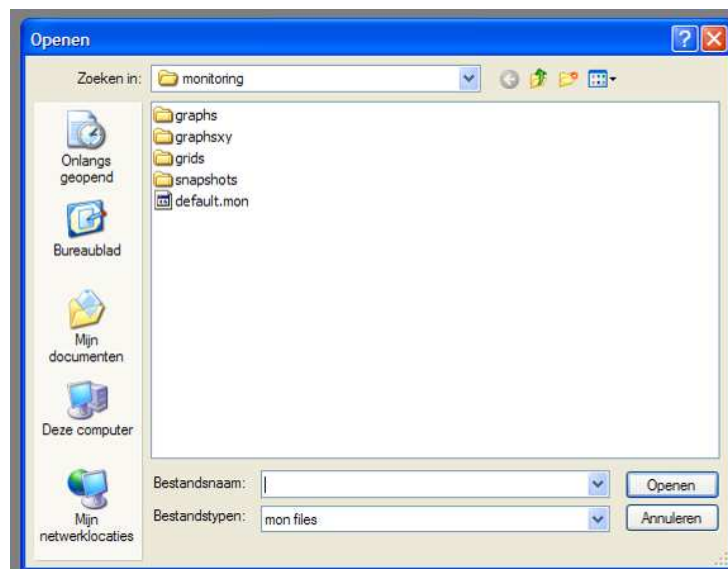 Openen
Zoeken in: monitoring
Onlangs
geopend
Bureaublad
Mijn
documenten
Deze computer
Mijn
netwerklocaties
graphs
graphsxy
grids
snapshots
default.mon
Bestandsnaam:
Openen
Bestandstypen: mon files
Annuleren